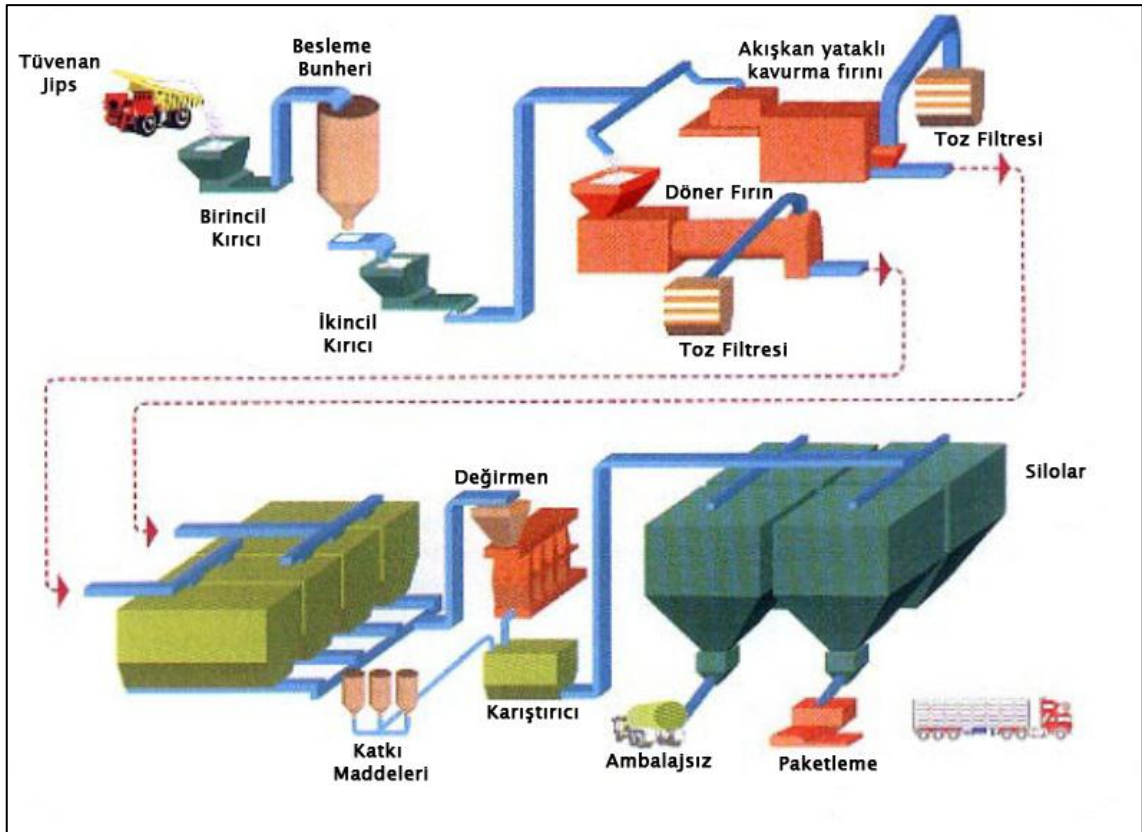 Tüvenan
Jips
Besleme
Bunheri
Akışkan yataklı
kavurma fırını
Toz Filtresi
Birincil
Kırıcı
Döner Fırın
İkincil
Kırıcı
Toz Filtresi
Değirmen
Silolar
Karıştırıcı
Katkı
Maddeleri
Ambalajsız
Paketleme